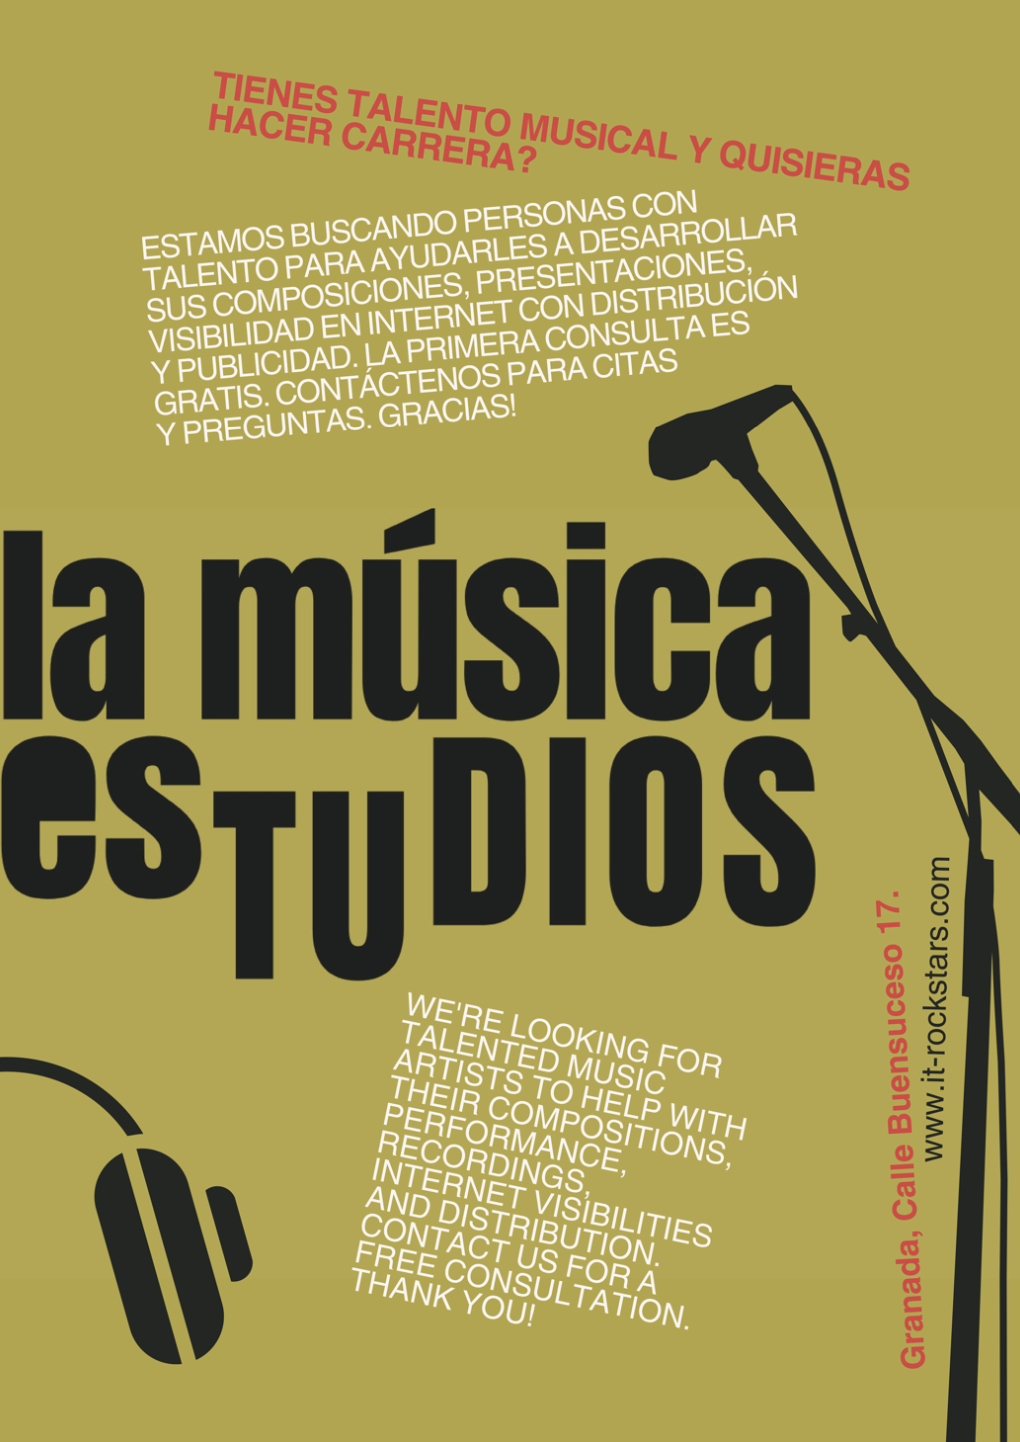 TIENES TALENTO MUSICAL Y QUISIERAS
HACER CARRERA?
ESTAMOS BUSCANDO PERSONAS CON
TALENTO PARA AYUDARLES A DESARROLLAR
SUS COMPOSICIONES, PRESENTACIONES,
VISIBILIDAD EN INTERNET CON DISTRIBUCIÓN
Y PUBLICIDAD. LA PRIMERA CONSULTA ES
GRATIS. CONTÁCTENOS PARA CITAS
Y PREGUNTAS. GRACIAS!
la música
esTUDIOS
WE'RE LOOKING FOR
TALENTED MUSIC
ARTISTS TO HELP WITH
THEIR COMPOSITIONS,
PERFORMANCE,
RECORDINGS,
INTERNET VISIBILITIES
AND DISTRIBUTION.
CONTACT US FOR A
FREE CONSULTATION.
THANK YOU!
Granada, Calle Buensuceso 17.
www.it-rockstars.com